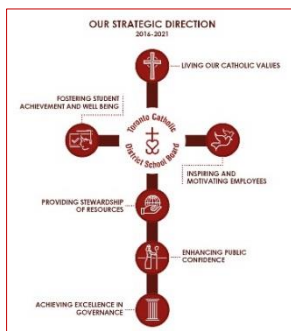 OUR STRATEGIC DIRECTION
2016-2021
LIVING OUR CATHOLIC VALUES
FOSTERING STUDENT
ACHIEVEMENT AND WELL BEING
Toronto Catholic
District School Board
INSPIRING AND
MOTIVATING EMPLOYEES
PROVIDING STEWARDSHIP
OF RESOURCES
ENHANCING PUBLIC
CONFIDENCE
ACHIEVING EXCELLENCE IN
GOVERNANCE